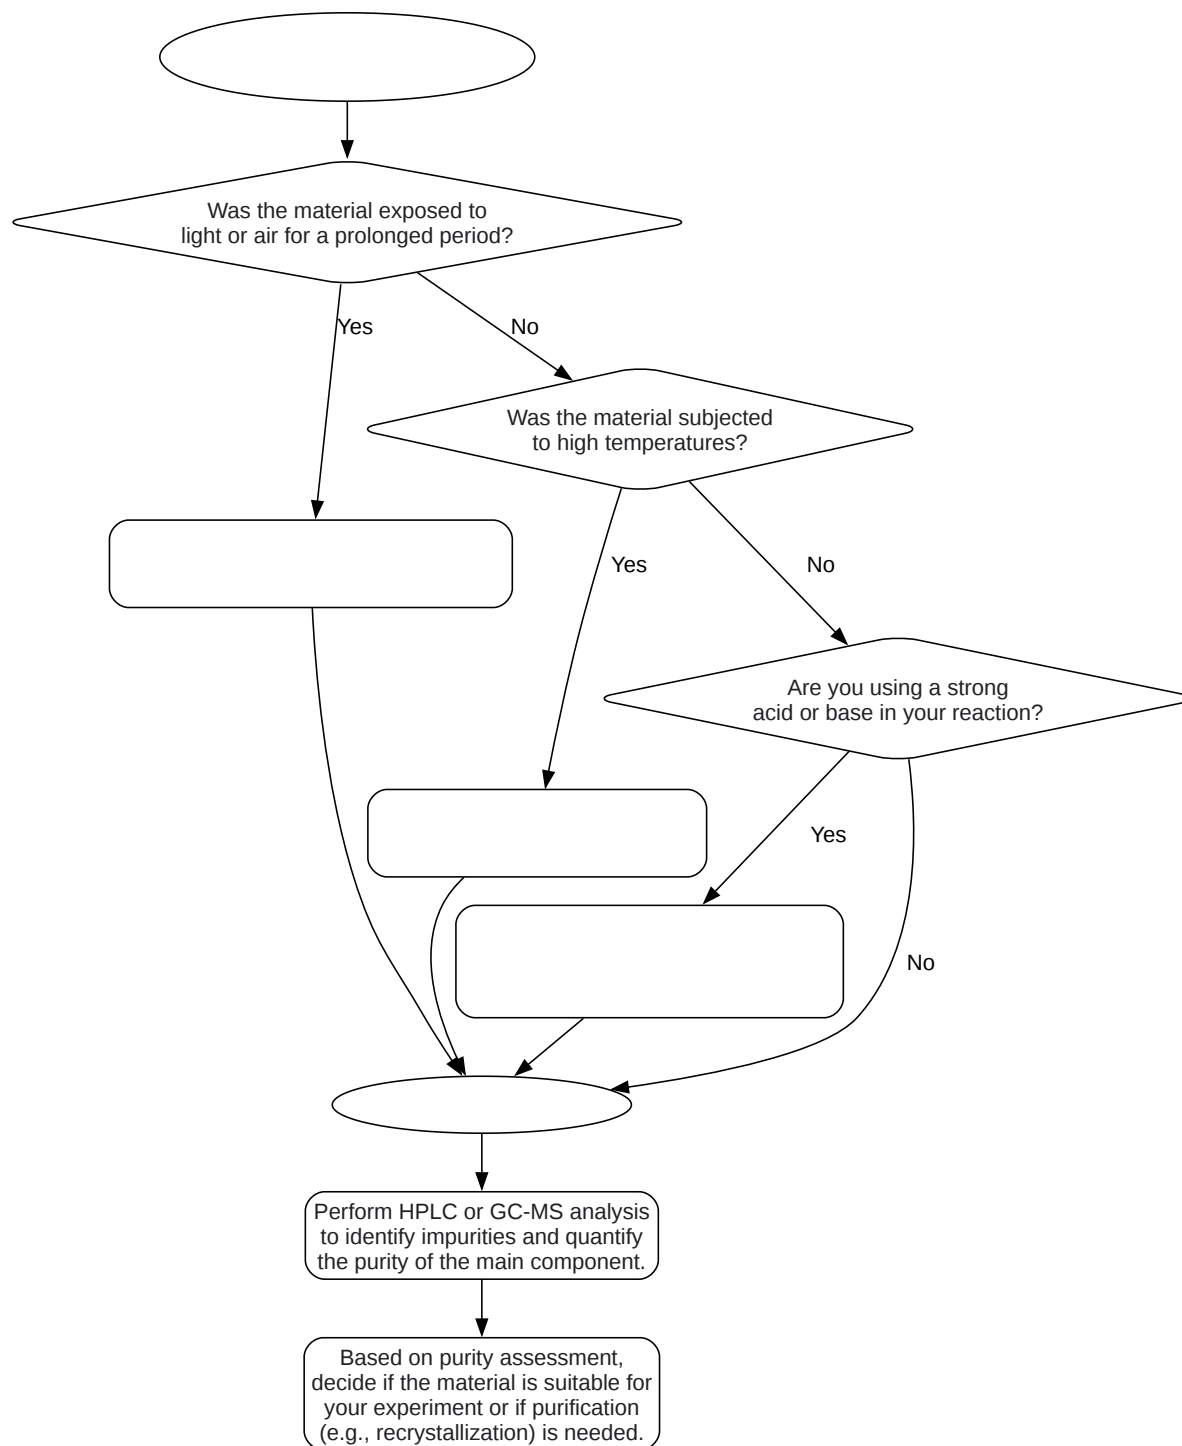 Was the material exposed to
light or air for a prolonged period?
Yes
No
Was the material subjected
to high temperatures?
Yes
No
Are you using a strong
acid or base in your reaction?
Yes
No
Perform HPLC or GC-MS analysis
to identify impurities and quantify
the purity of the main component.
Based on purity assessment,
decide if the material is suitable for
your experiment or if purification
(e.g., recrystallization) is needed.